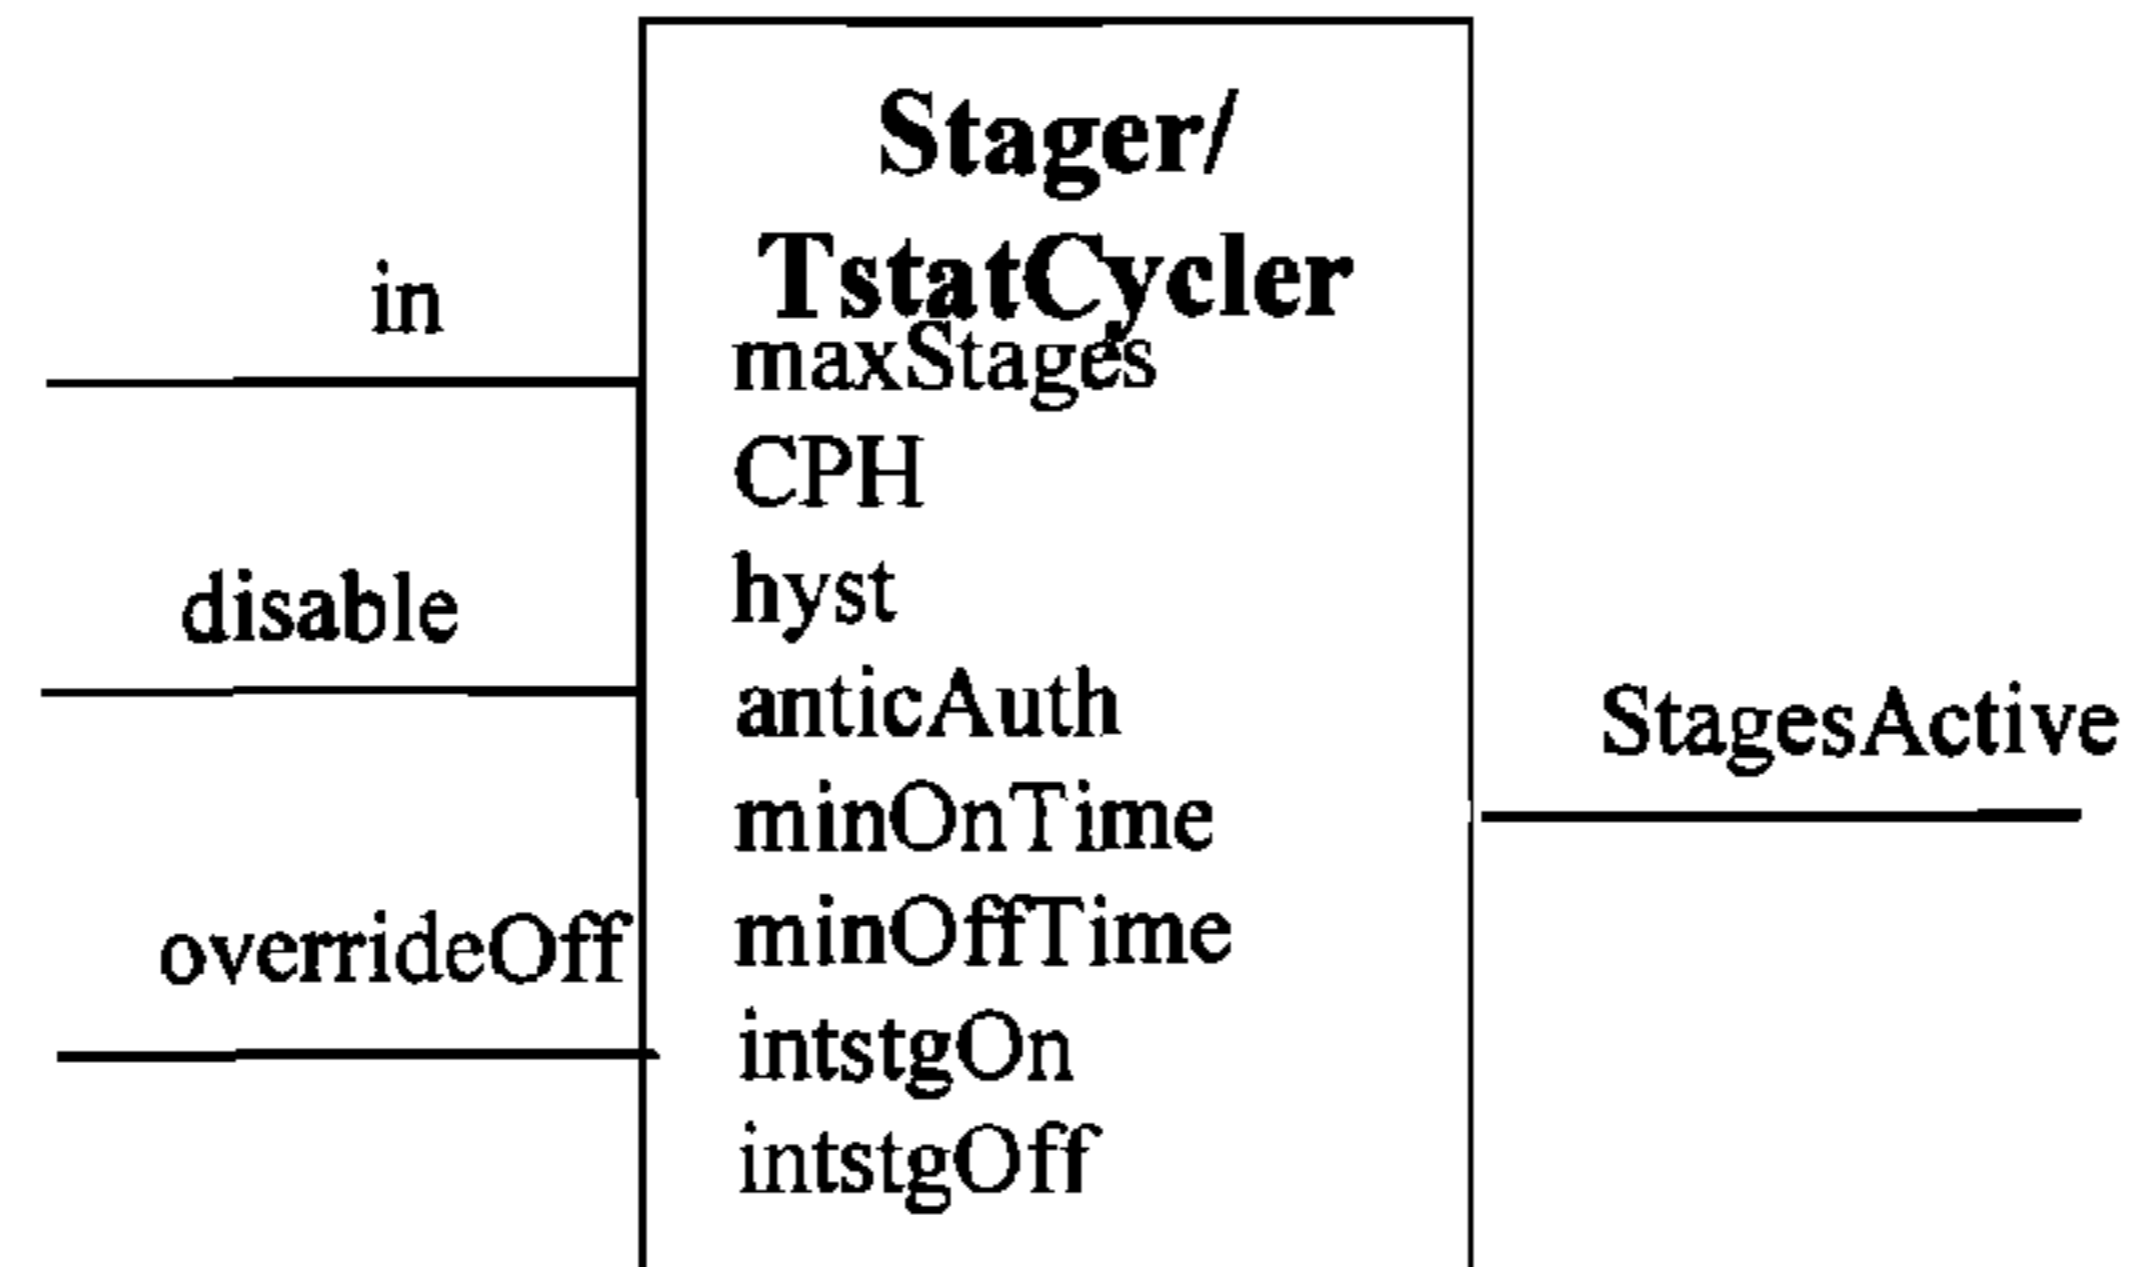 Stager/
TstatCycler
in
maxStages
CPH
disable
hyst
anticAuth
StagesActive
minOnTime
overrideOff
minOffTime
intstgOn
intstgOff